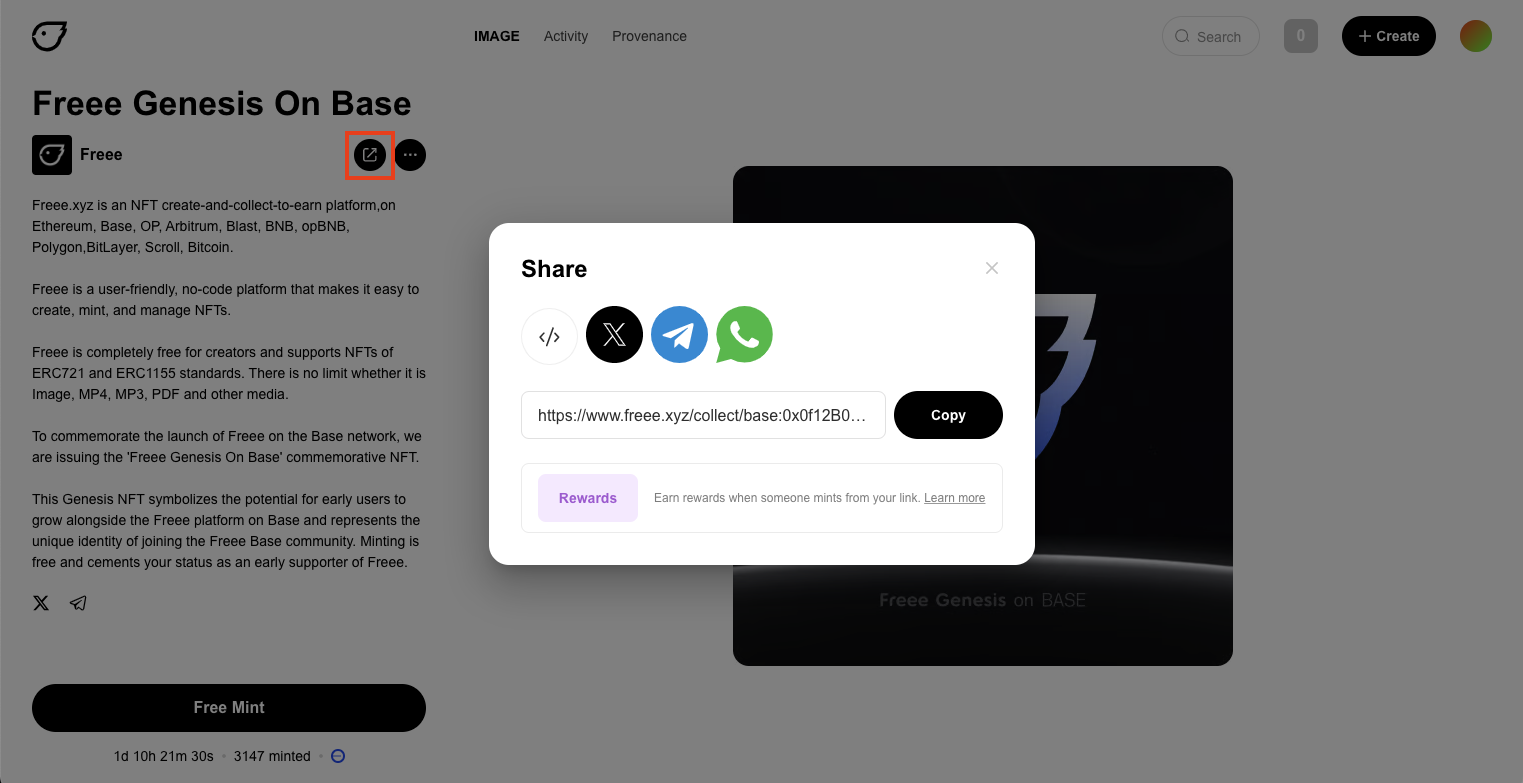 IMAGE Activity Provenance
Search 0 + Create
Freee Genesis On Base
Freee
Freee.xyz is an NFT create-and-collect-to-earn platform,on
Ethereum, Base, OP, Arbitrum, Blast, BNB, opBNB,
Polygon,BitLayer, Scroll, Bitcoin.
Freee is a user-friendly, no-code platform that makes it easy to
create, mint, and manage NFTs.
Freee is completely free for creators and supports NFTs of
ERC721 and ERC1155 standards. There is no limit whether it is
Image, MP4, MP3, PDF and other media.
To commemorate the launch of Freee on the Base network, we
are issuing the 'Freee Genesis On Base' commemorative NFT.
This Genesis NFT symbolizes the potential for early users to
grow alongside the Freee platform on Base and represents the
unique identity of joining the Freee Base community. Minting is
free and cements your status as an early supporter of Freee.
Free Mint
1d 10h 21m 30s • 3147 minted •
Share
</>
https://www.freee.xyz/collect/base:0x0f12B0…
Copy
Rewards
Earn rewards when someone mints from your link. Learn more
Freee Genesis on BASE